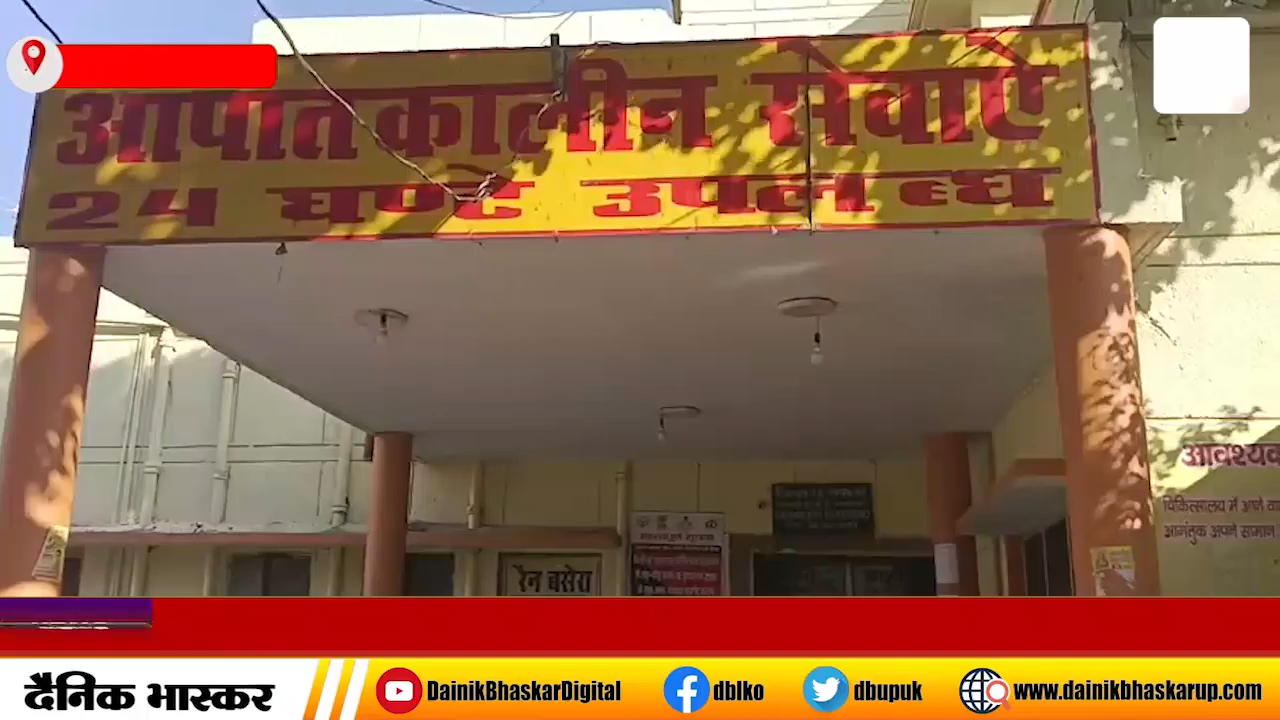 आपातकालीन सेवाऐ
24 घण्टे उपलब्ध
आवश्यक
चिकित्सालय में अपने वा
आगंतुक अपने सामान
रैन बसेरा
दैनिक भास्कर
DainikBhaskarDigital
dblko
dbupuk
www.dainikbhaskarup.com